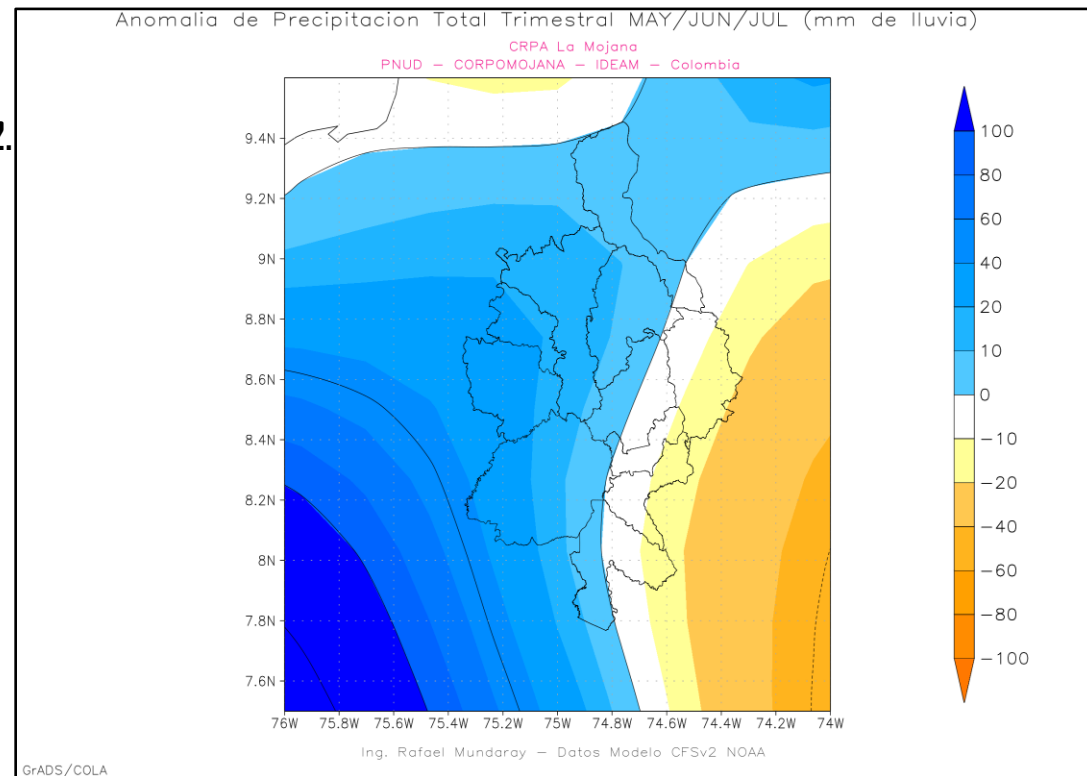 Anomalia de Precipitacion Total Trimestral MAY/JUN/JUL (mm de lluvia)
CRPA La Mojana
PNUD – CORPOMOJANA – IDEAM – Colombia
9.4N
9.2N
9N
8.8N
8.6N
8.4N
8.2N
8N
7.8N
7.6N
76W 75.8W 75.6W 75.4W 75.2W 75W 74.8W 74.6W 74.4W 74.2W 74W
100
80
60
40
20
10
0
−10
−20
−40
−60
−80
−100
Ing. Rafael Mundaray – Datos Modelo CFSv2 NOAA
GrADS/COLA